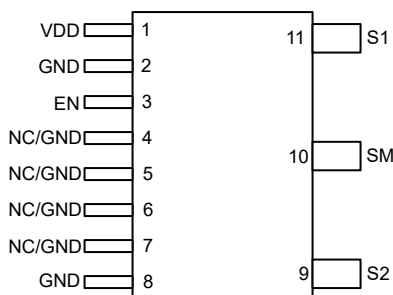 VDD 1 11 S1
GND 2
EN 3
NC/GND 4
NC/GND 5 10 SM
NC/GND 6
NC/GND 7
GND 8 9 S2